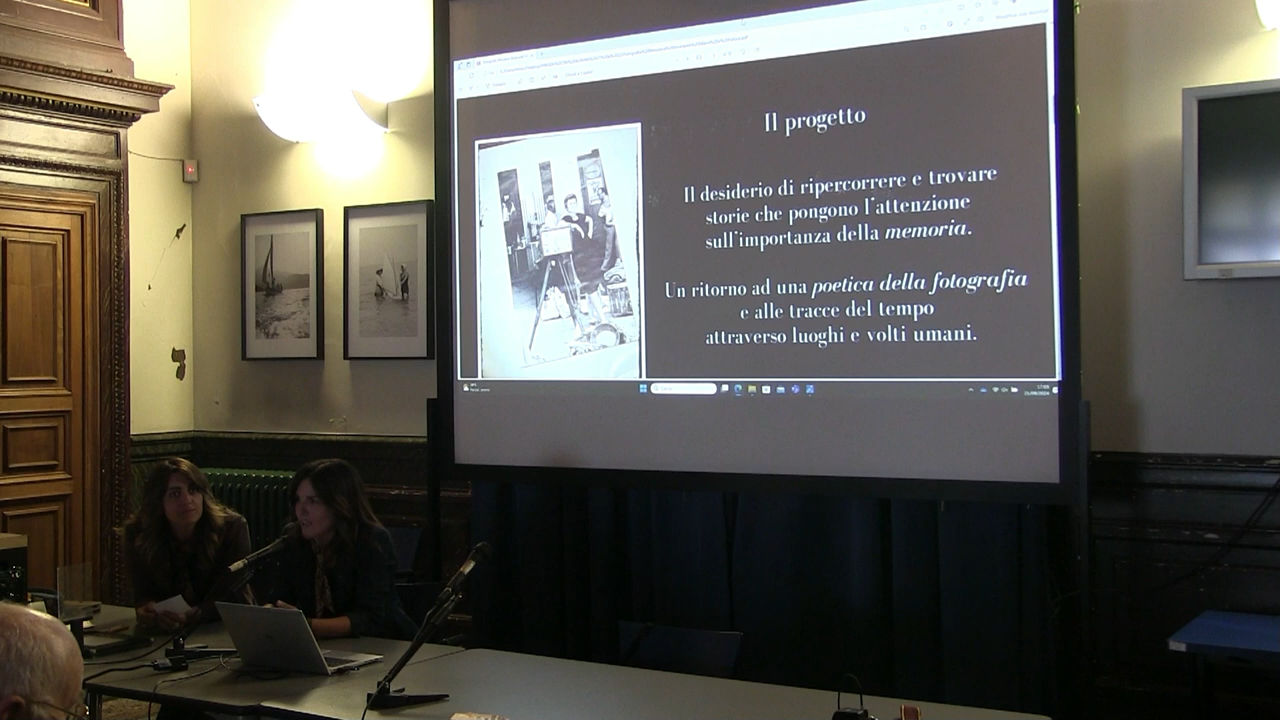 Il progetto
Il desiderio di ripercorrere e trovare
storie che pongono l'attenzione
sull'importanza della memoria.
Un ritorno ad una poetica della fotografia
e alle tracce del tempo
attraverso luoghi e volti umani.